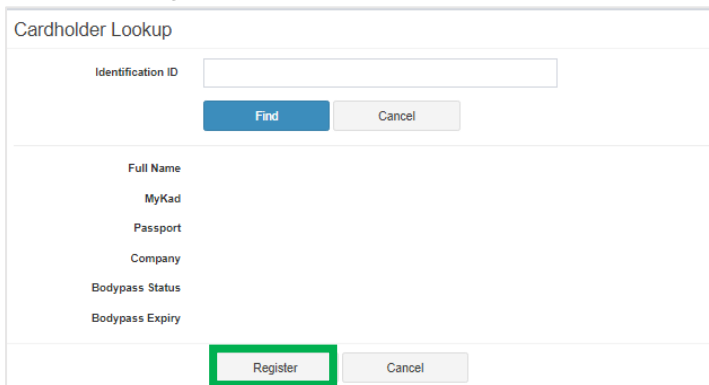 Cardholder Lookup
Identification ID
Find Cancel
Full Name
MyKad
Passport
Company
Bodypass Status
Bodypass Expiry
Register Cancel